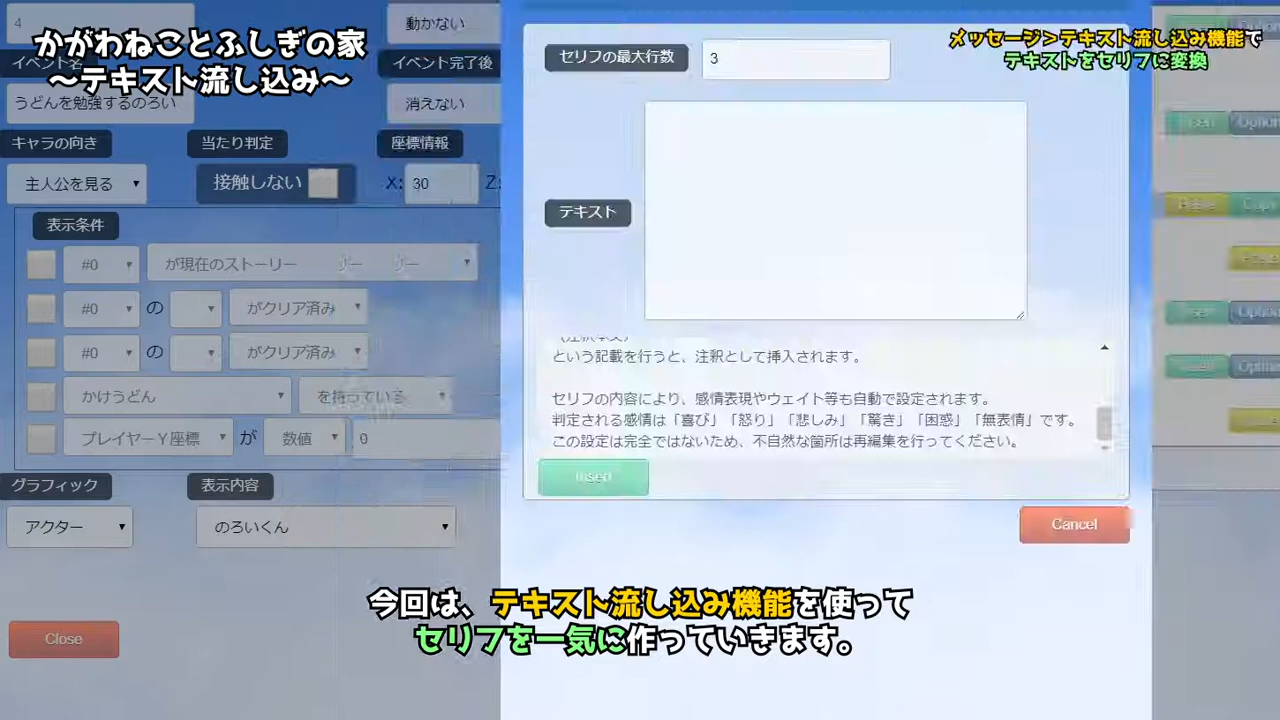 かがわねことふしぎの家
～テキスト流し込み～
メッセージ＞テキスト流し込み機能で
テキストをセリフに変換
4
動かない
イベント名
イベント完了後
うどんを勉強するのろい
消えない
キャラの向き
当たり判定
座標情報
主人公を見る
接触しない
X: 30
表示条件
#0
が現在のストーリー
#0 の
がクリア済み
#0 の
がクリア済み
かけうどん
を持っている
プレイヤーY座標 が 数値 0
グラフィック
表示内容
アクター
のろいくん
Close
セリフの最大行数
3
テキスト
という記載を行うと、注釈として挿入されます。
セリフの内容により、感情表現やウェイト等も自動で設定されます。
判定される感情は「喜び」「怒り」「悲しみ」「驚き」「困惑」「無表情」です。
この設定は完全ではないため、不自然な箇所は再編集を行ってください。
Insert
Cancel
今回は、テキスト流し込み機能を使って
セリフを一気に作っていきます。